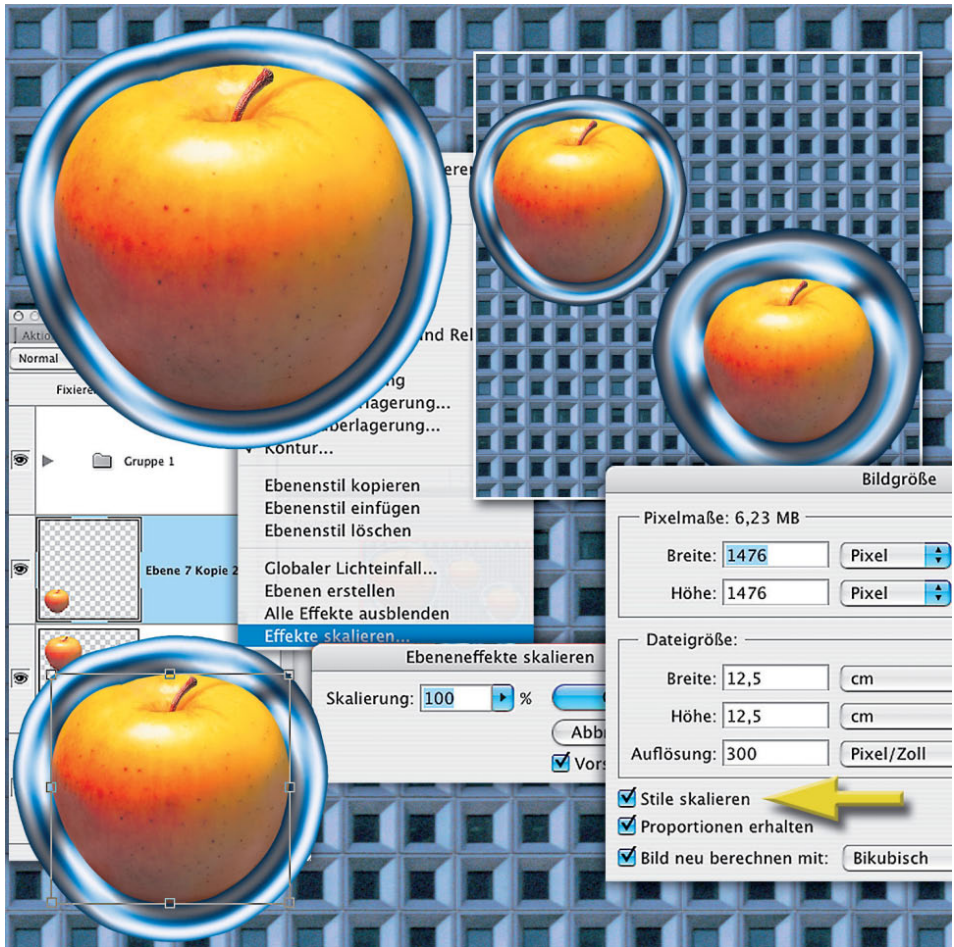 Aktio
Normal
Fixiere
Gruppe 1
Ebene 7 Kopie 2
nd Rel
Kontur...
Ebenenstil kopieren
Ebenenstil einfügen
Ebenenstil löschen
Globaler Lichteinfall...
Ebenen erstellen
Alle Effekte ausblenden
Effekte skalieren...
Ebeneneffekte skalieren
Skalierung: 100 %
Abb
Vors
Bildgröße
Pixelmaße: 6,23 MB
Breite: 1476 Pixel
Höhe: 1476 Pixel
Dateigröße:
Breite: 12,5 cm
Höhe: 12,5 cm
Auflösung: 300 Pixel/Zoll
Stile skalieren
Proportionen erhalten
Bild neu berechnen mit: Bikubisch